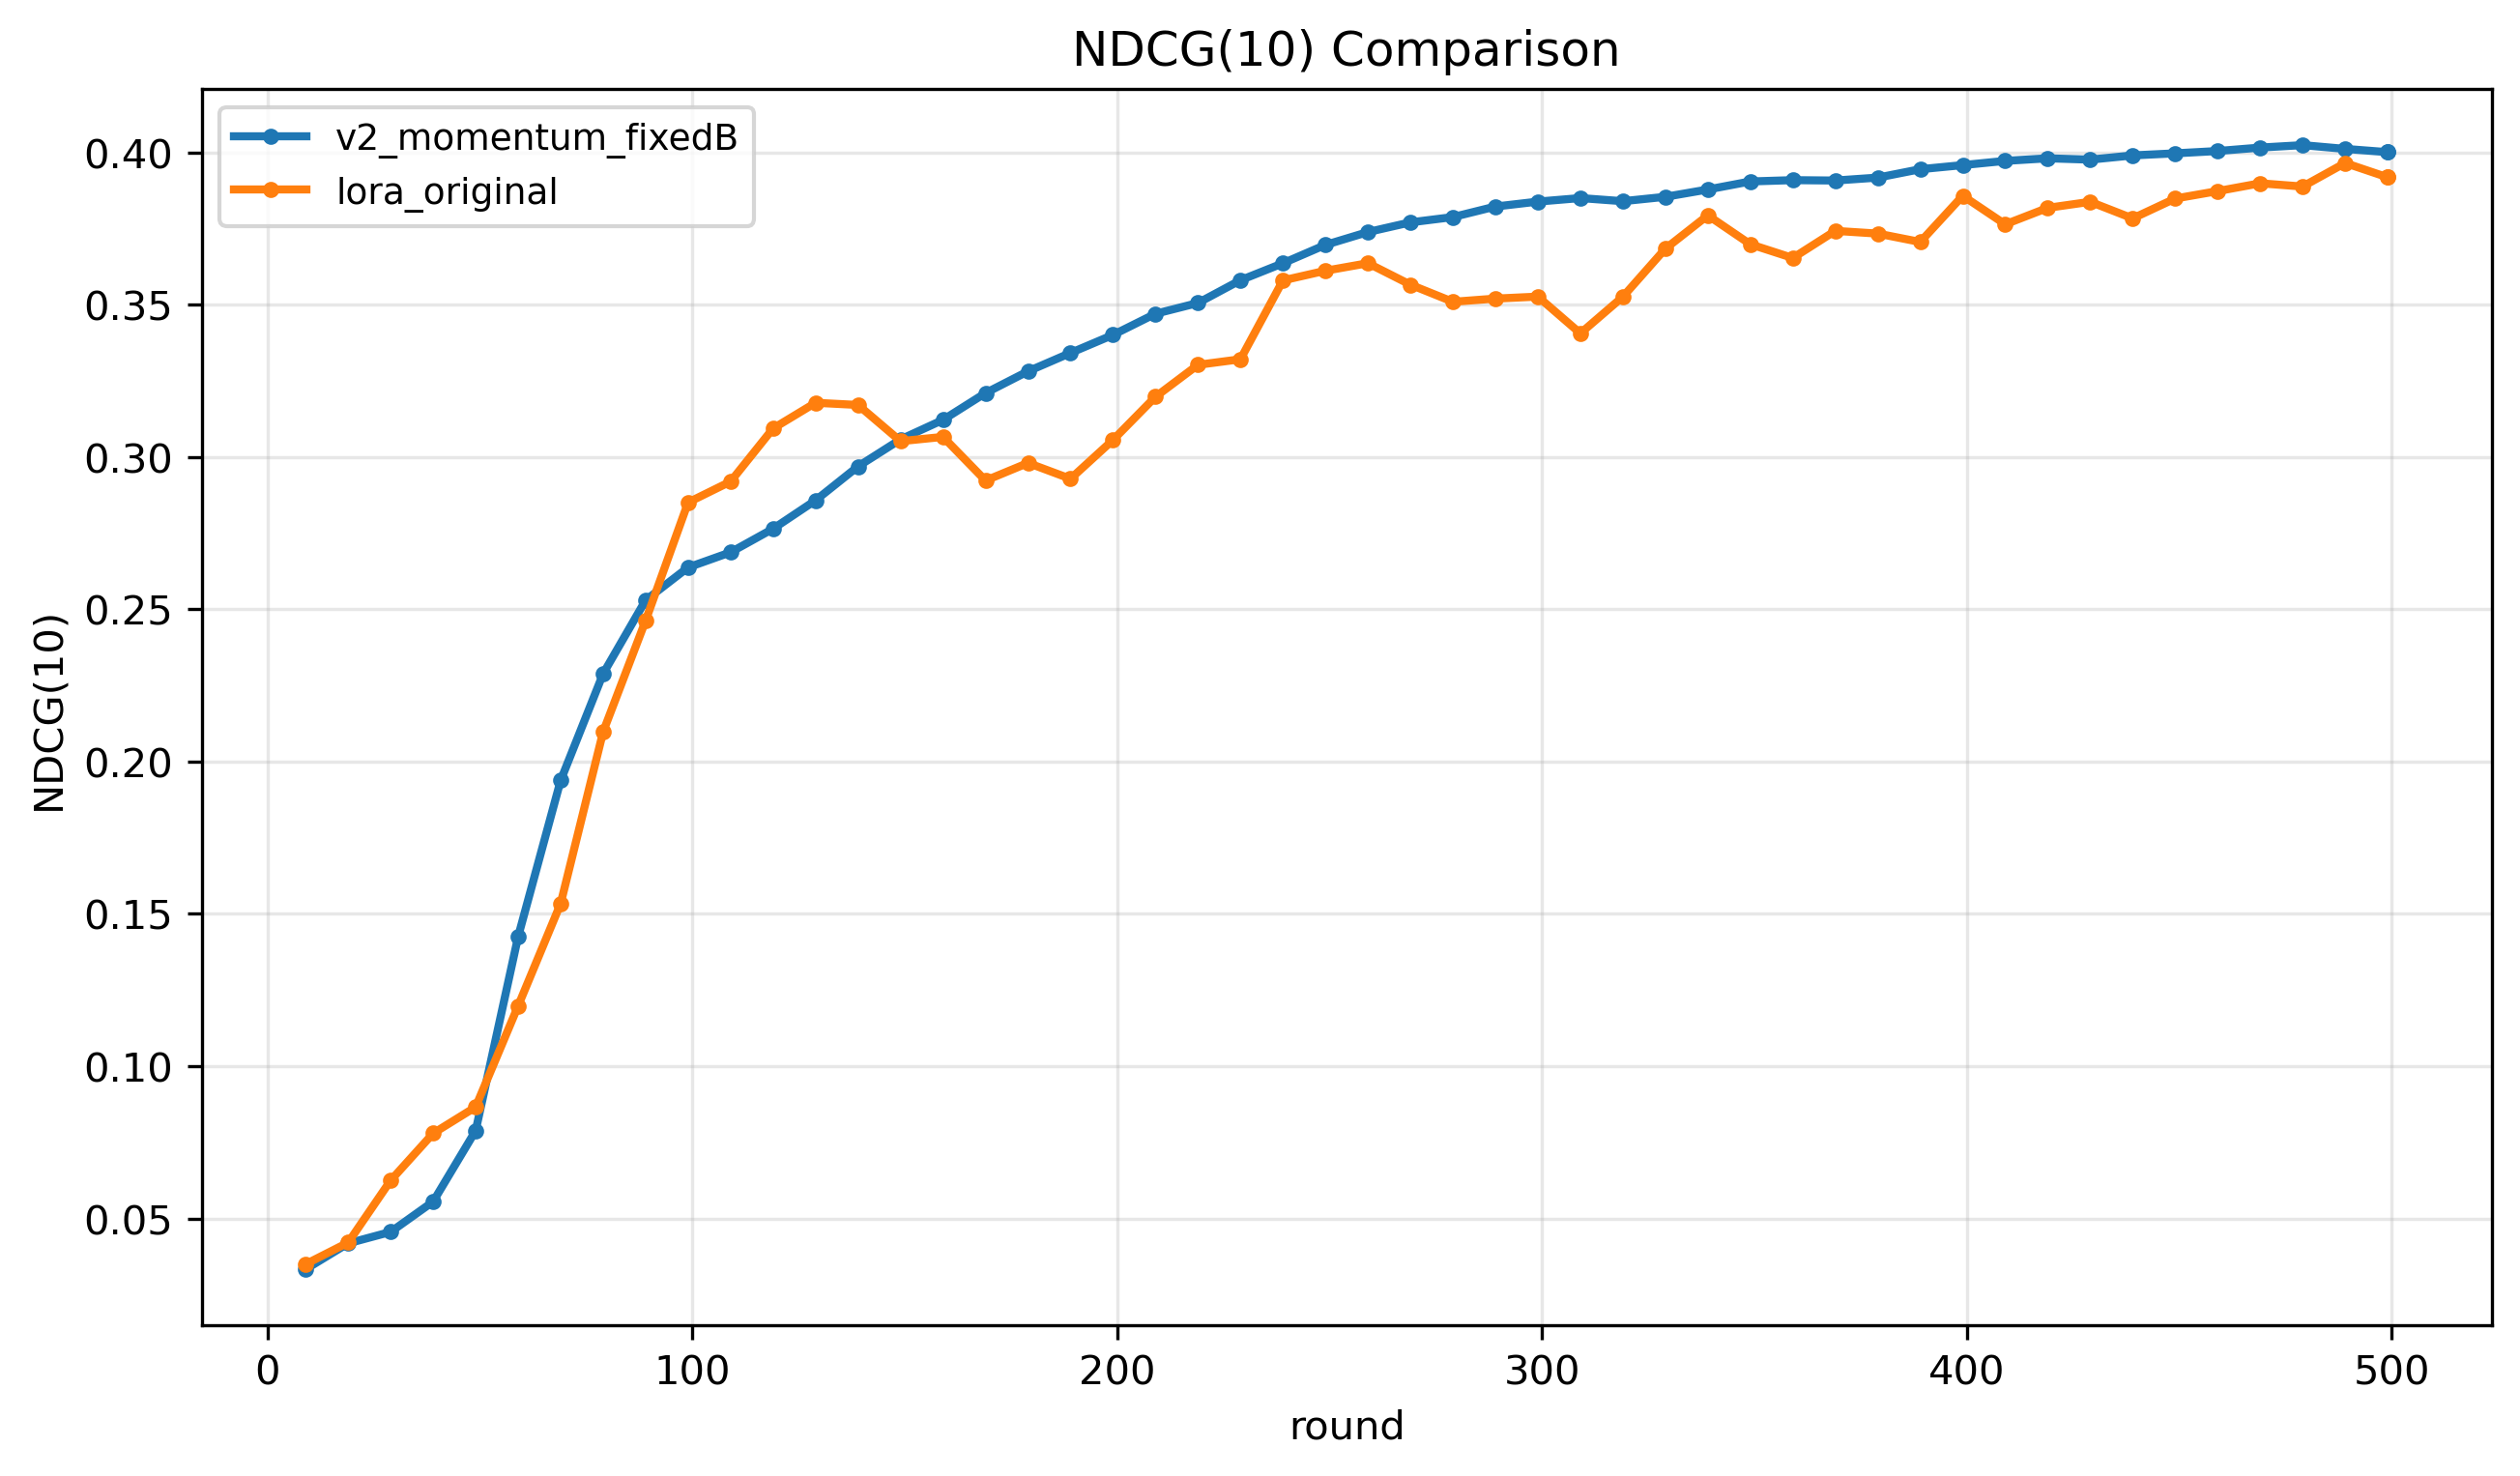 NDCG(10) Comparison
v2_momentum_fixedB
lora_original
0.40
0.35
0.30
0.25
0.20
0.15
0.10
0.05
NDCG(10)
0 100 200 300 400 500
round